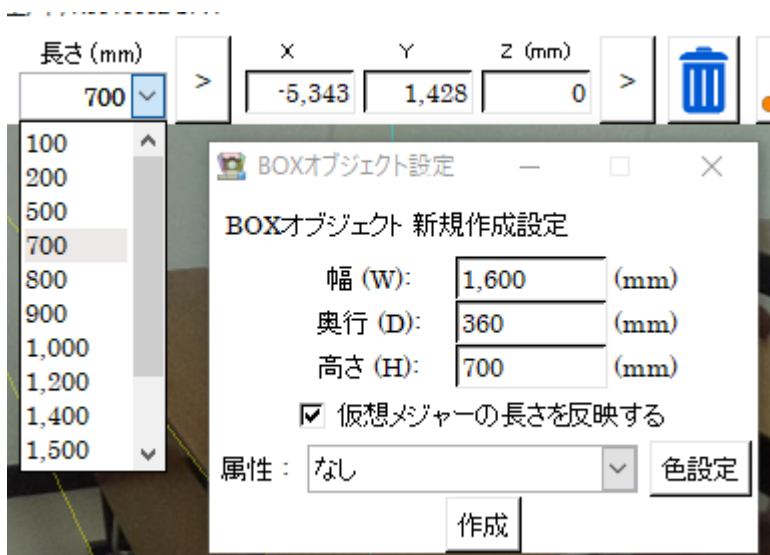 長さ(mm)
X Y Z (mm)
700 > -5,343 1,428 0 >
100
200
500
700
800
900
1,000
1,200
1,400
1,500
BOXオブジェクト設定
BOXオブジェクト 新規作成設定
幅 (W): 1,600 (mm)
奥行 (D): 360 (mm)
高さ (H): 700 (mm)
仮想メジャーの長さを反映する
属性： なし 色設定
作成